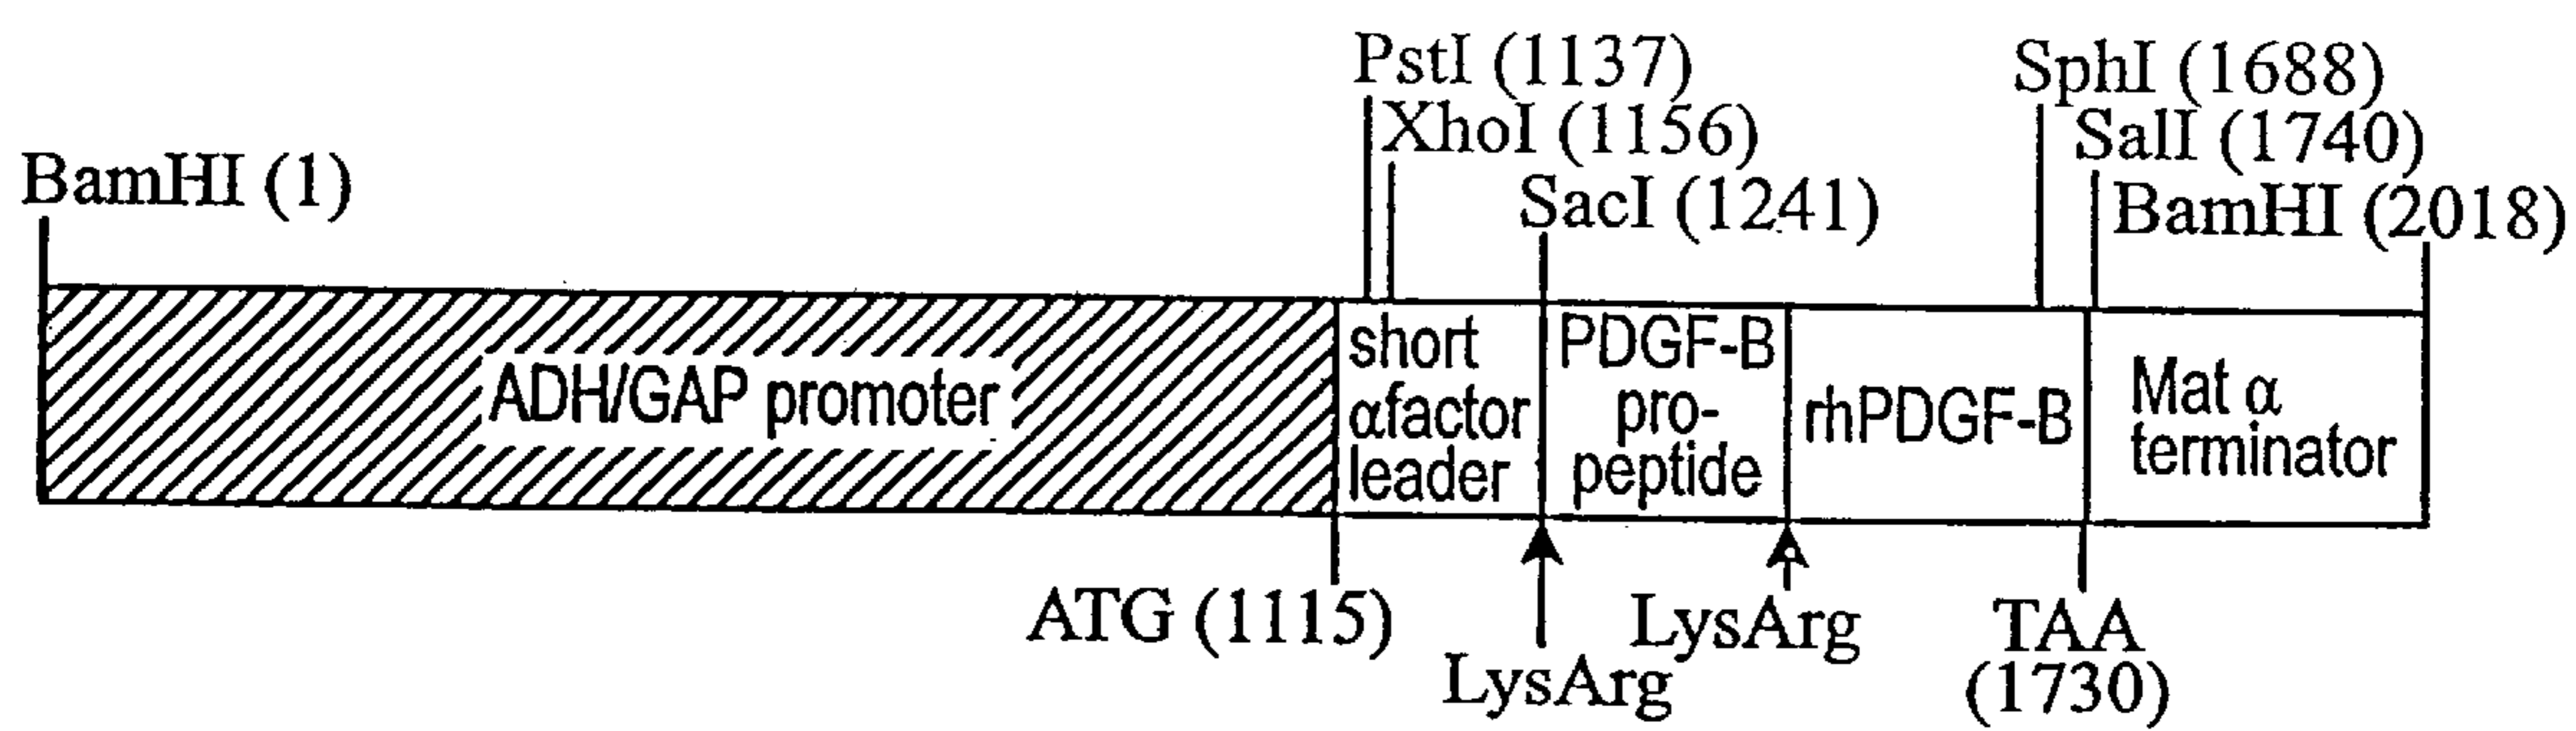 PstI (1137)
XhoI (1156)
SacI (1241)
SphI (1688)
SalI (1740)
BamHI (2018)
BamHI (1)
ADH/GAP promoter
short
αfactor
leader
PDGF-B
pro-
peptide
rhPDGF-B
Mat α
terminator
ATG (1115)
LysArg
LysArg
TAA
(1730)